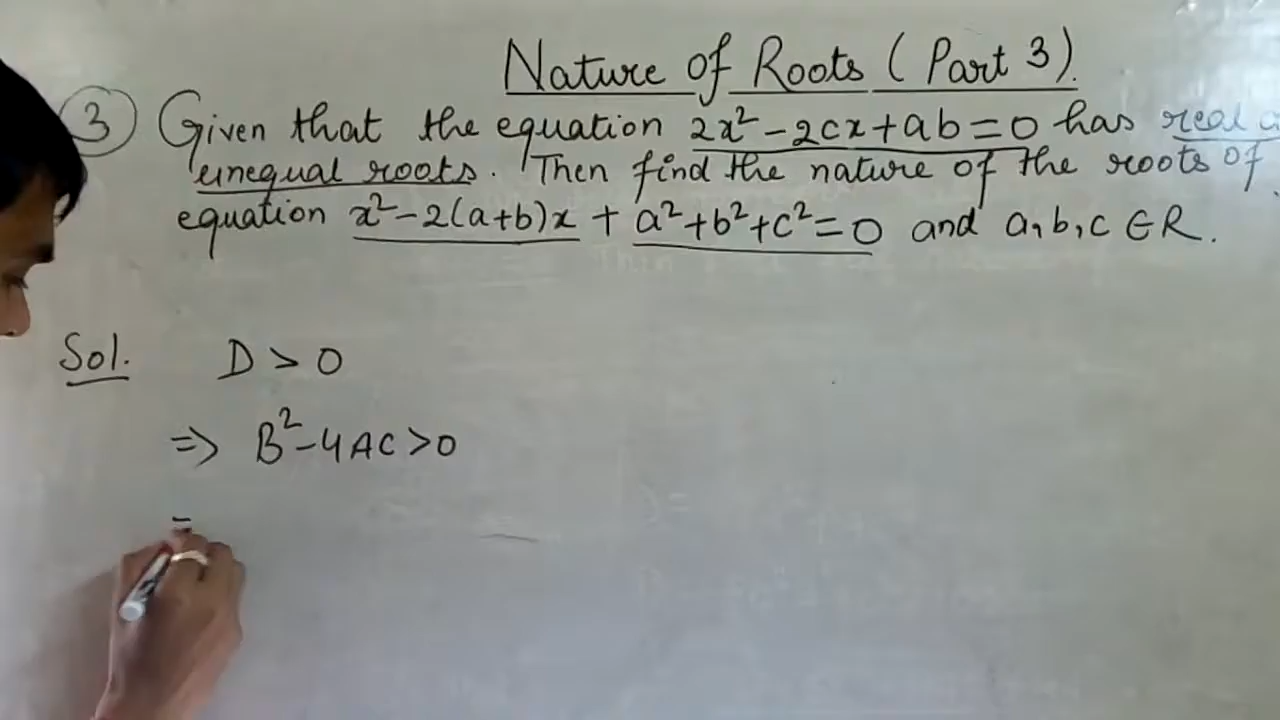 Nature of Roots (Part 3).
3 Given that the equation 2x²-2cx+ab=0 has real
unequal roots. Then find the nature of the roots of
equation x²-2(a+b)x + a²+b²+c²=0 and a,b,c ∈ R.
Sol. D > 0
=> B²-4AC>0